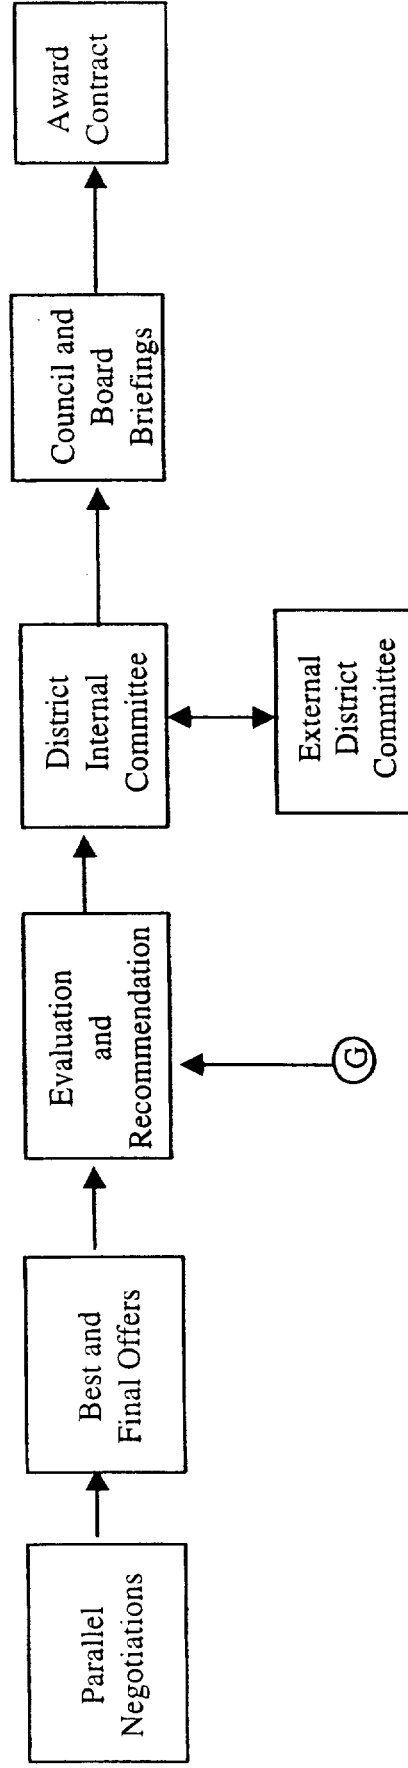 Parallel
Negotiations
Best and
Final Offers
Evaluation
and
Recommendation
G
District
Internal
Committee
External
District
Committee
Council and
Board
Briefings
Award
Contract